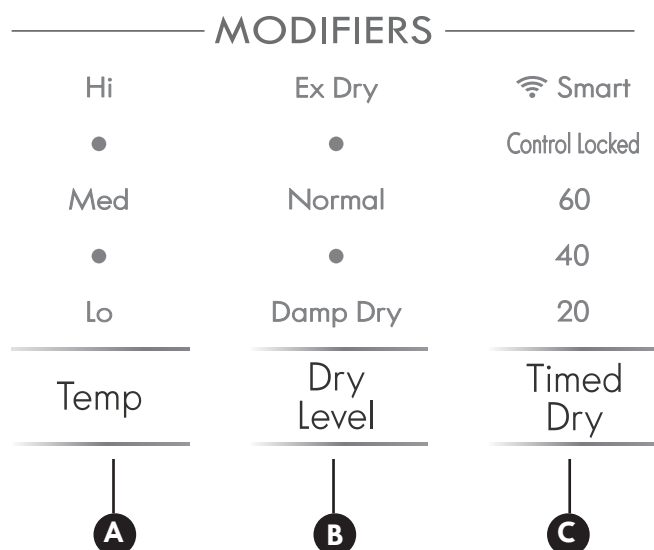 MODIFIERS
Hi Ex Dry Smart
● ● Control Locked
Med Normal 60
● ● 40
Lo Damp Dry 20
Temp Dry Level Timed Dry
A B C